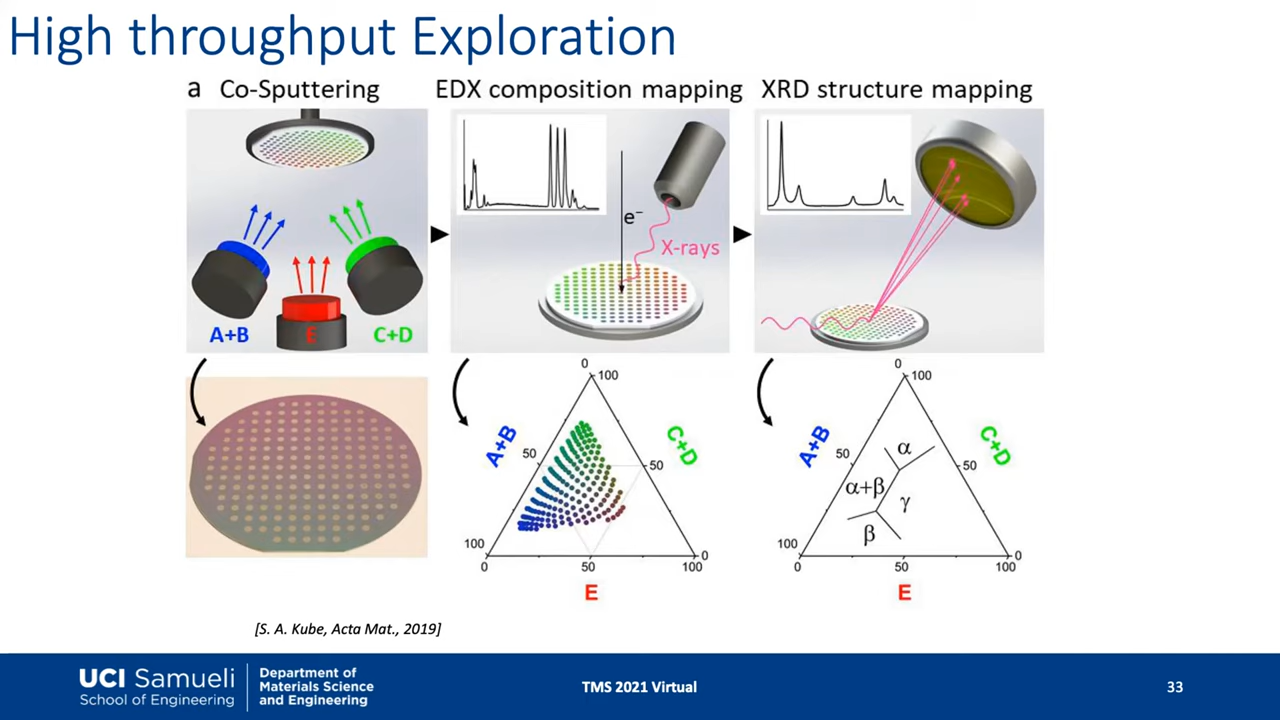 High throughput Exploration
a Co-Sputtering
EDX composition mapping
XRD structure mapping
e⁻
X-rays
A+B
E
C+D
0
100
A+B
C+D
50
50
100
0
0
50
100
E
0
100
A+B
C+D
50
50
α
α+β
γ
β
100
0
0
50
100
E
[S. A. Kube, Acta Mat., 2019]
UCI Samueli
School of Engineering
Department of
Materials Science
and Engineering
TMS 2021 Virtual
33